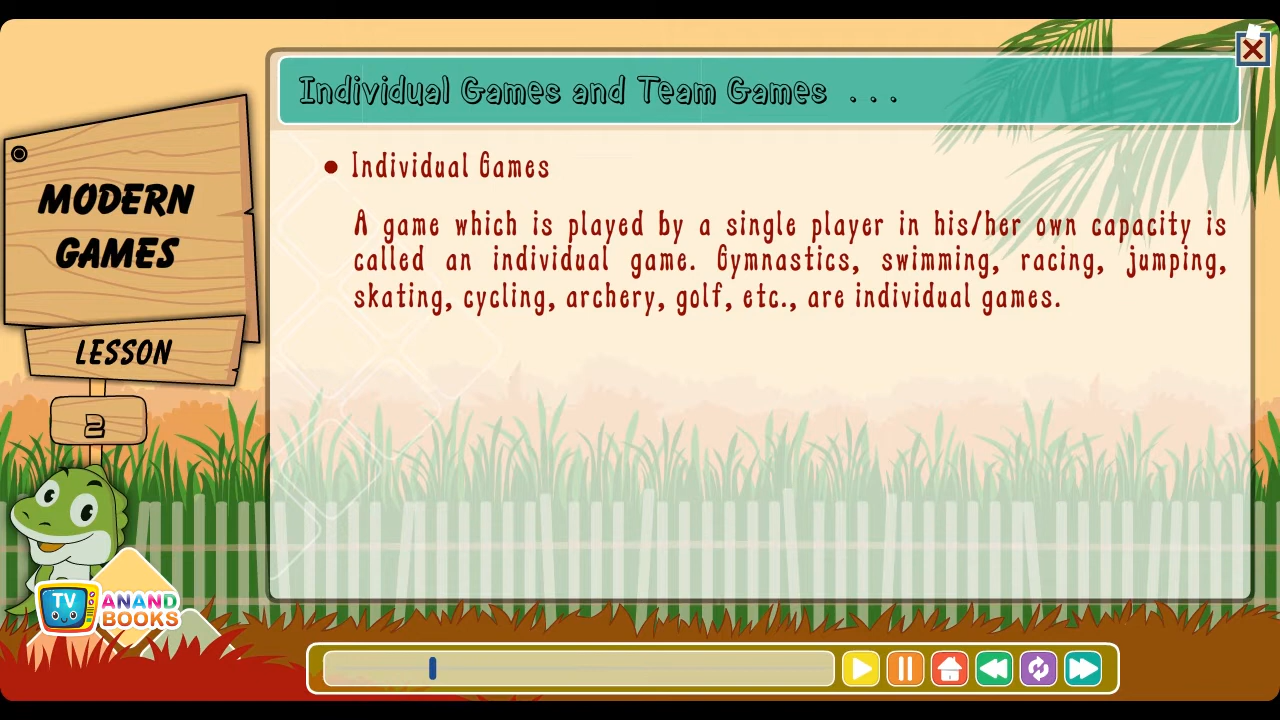 Individual Games and Team Games ...
MODERN
GAMES
LESSON
2
• Individual Games
A game which is played by a single player in his/her own capacity is
called an individual game. Gymnastics, swimming, racing, jumping,
skating, cycling, archery, golf, etc., are individual games.
TV
ANAND
BOOKS